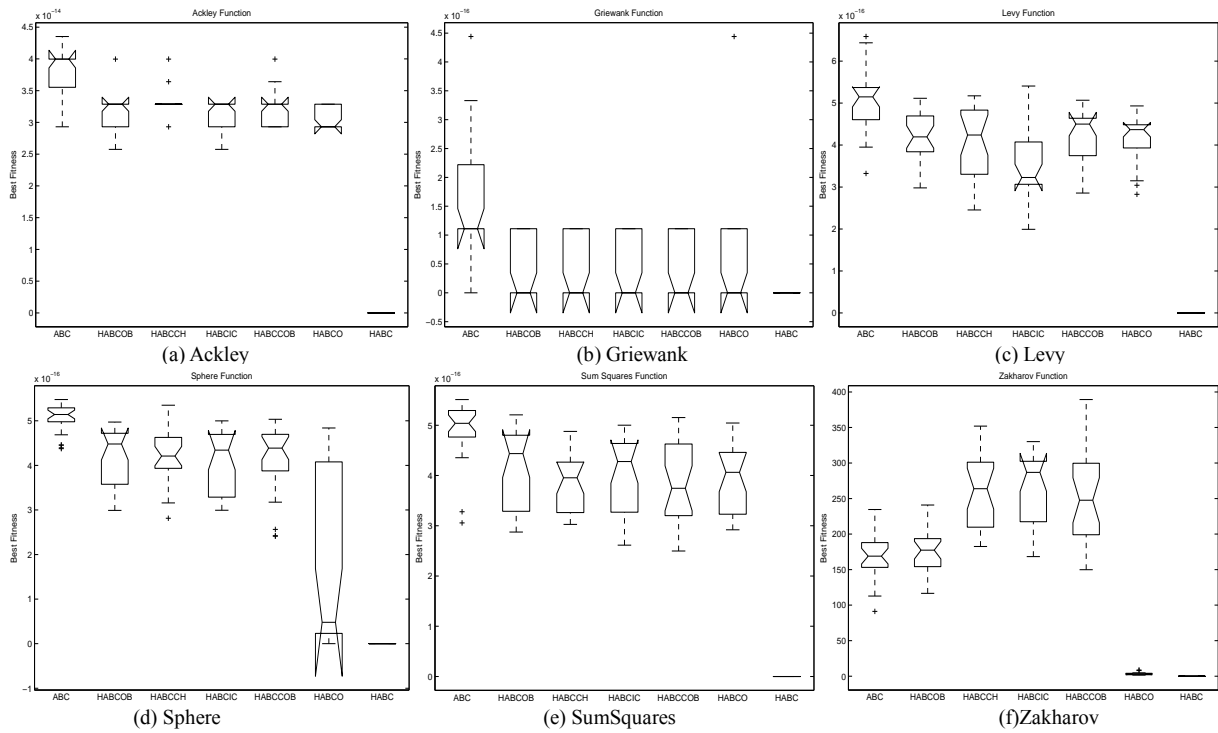 Ackley Function
x 10^-14
Best Fitness
4.5
4
3.5
3
2.5
2
1.5
1
0.5
0
ABC HABCOB HABCCH HABCIC HABCCOB HABCO HABC
(a) Ackley
Griewank Function
x 10^-16
Best Fitness
4.5
4
3.5
3
2.5
2
1.5
1
0.5
0
−0.5
ABC HABCOB HABCCH HABCIC HABCCOB HABCO HABC
(b) Griewank
Levy Function
x 10^-16
Best Fitness
6
5
4
3
2
1
0
ABC HABCOB HABCCH HABCIC HABCCOB HABCO HABC
(c) Levy
Sphere Function
x 10^-16
Best Fitness
5
4
3
2
1
0
−1
ABC HABCOB HABCCH HABCIC HABCCOB HABCO HABC
(d) Sphere
Sum Squares Function
x 10^-16
Best Fitness
5
4
3
2
1
0
ABC HABCOB HABCCH HABCIC HABCCOB HABCO HABC
(e) SumSquares
Zakharov Function
Best Fitness
400
350
300
250
200
150
100
50
0
ABC HABCOB HABCCH HABCIC HABCCOB HABCO HABC
(f)Zakharov